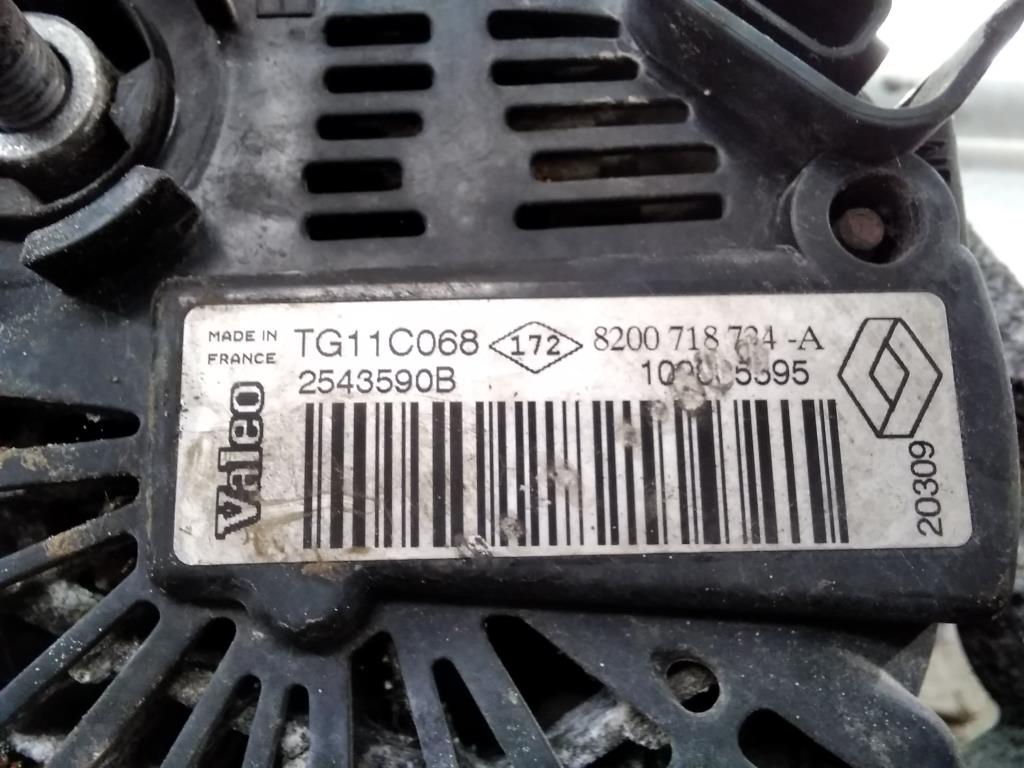 MADE IN
FRANCE
TG11C068
172
8200 718 -A
2543590B
Valeo
20309